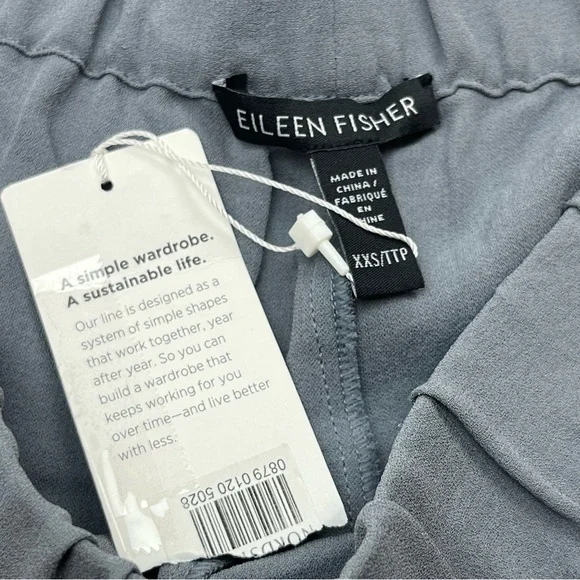 EILEEN FISHER
MADE IN
CHINA /
FABRIQUÉ
EN
XXS/TTP
A simple wardrobe.
A sustainable life.
Our line is designed as a
system of simple shapes
that work together, year
after year. So you can
build a wardrobe that
keeps working for you
over time—and live better
with less.
0879 0120 5028